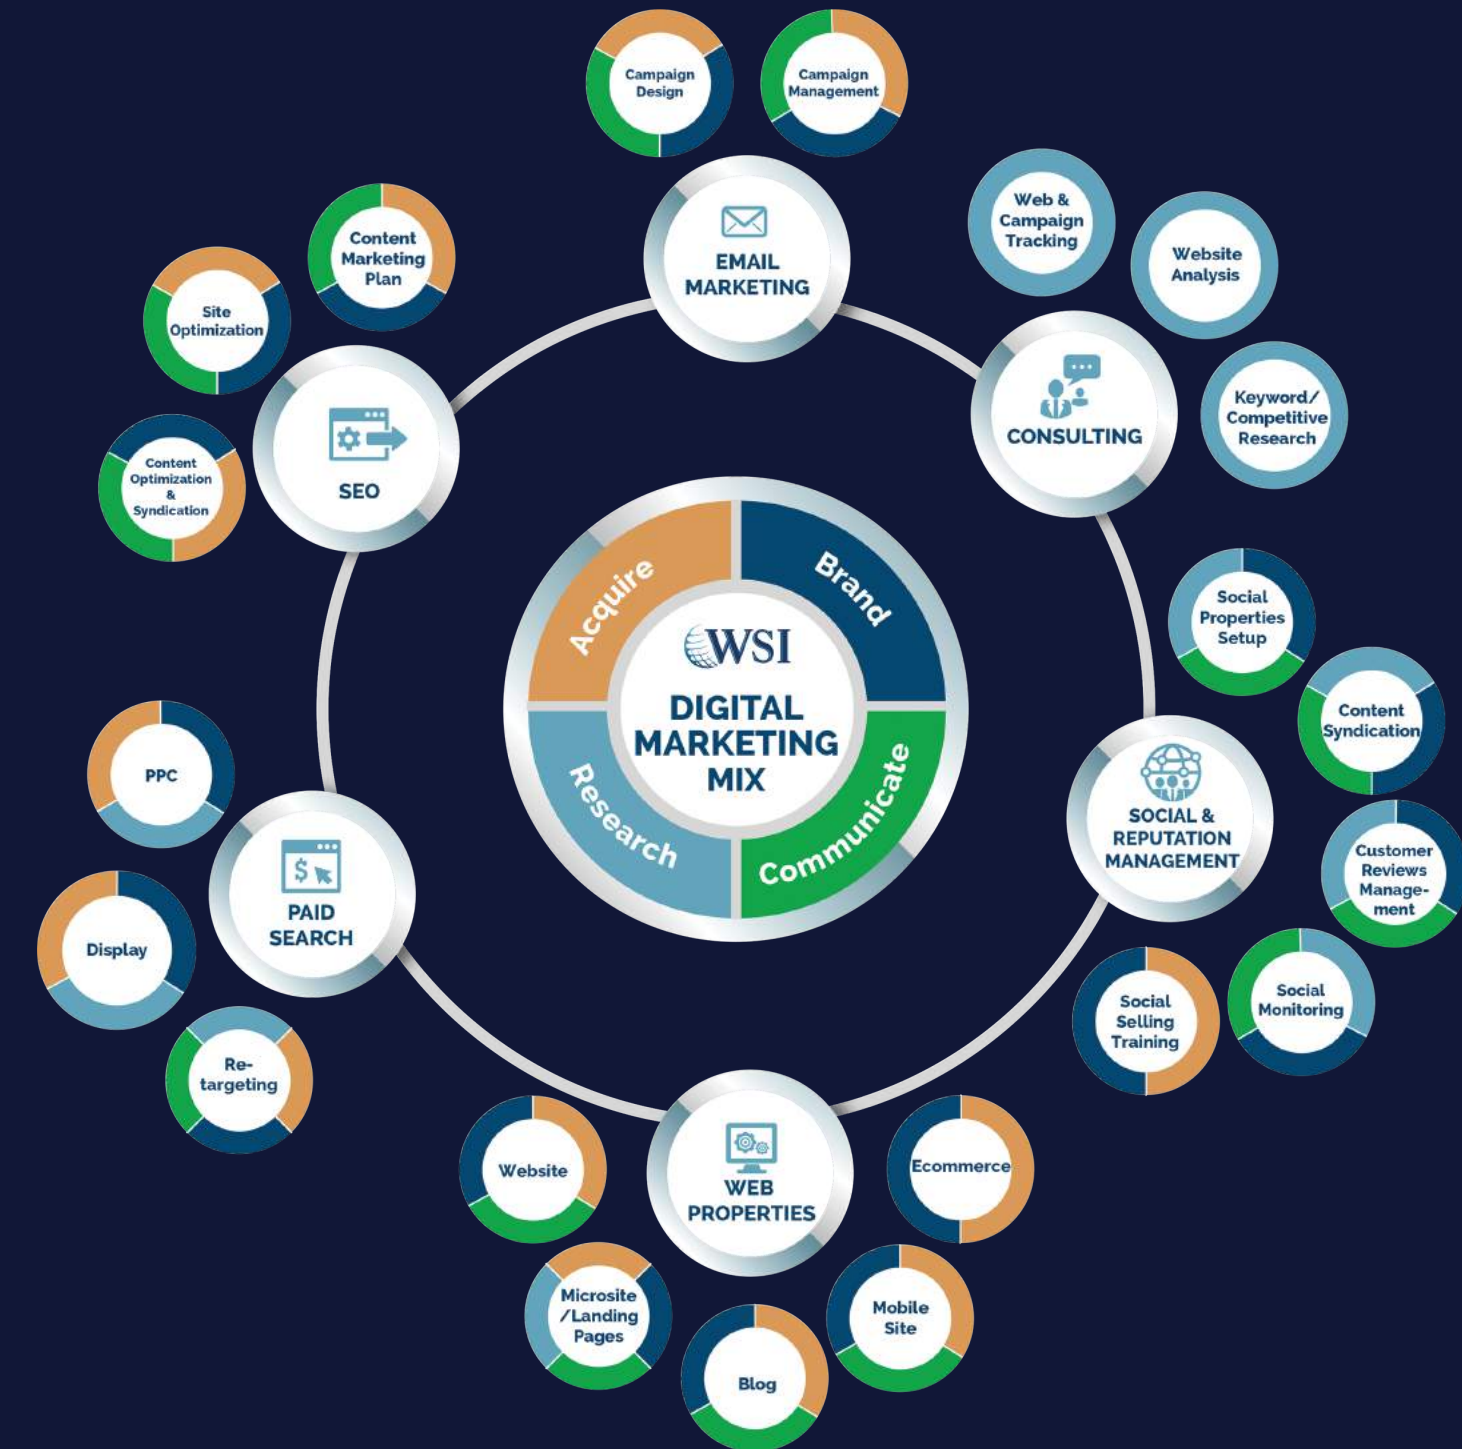 Campaign
Design
Campaign
Management
EMAIL
MARKETING
Web &
Campaign
Tracking
Website
Analysis
Keyword/
Competitive
Research
CONSULTING
Content
Marketing
Plan
Site
Optimization
Content
Optimization
&
Syndication
SEO
Acquire
Brand
Research
Communicate
WSI
DIGITAL
MARKETING
MIX
Social
Properties
Setup
Content
Syndication
Customer
Reviews
Manage-
ment
Social
Monitoring
Social
Selling
Training
SOCIAL &
REPUTATION
MANAGEMENT
PPC
Display
Re-
targeting
PAID
SEARCH
WEB
PROPERTIES
Website
Microsite
/Landing
Pages
Blog
Mobile
Site
Ecommerce